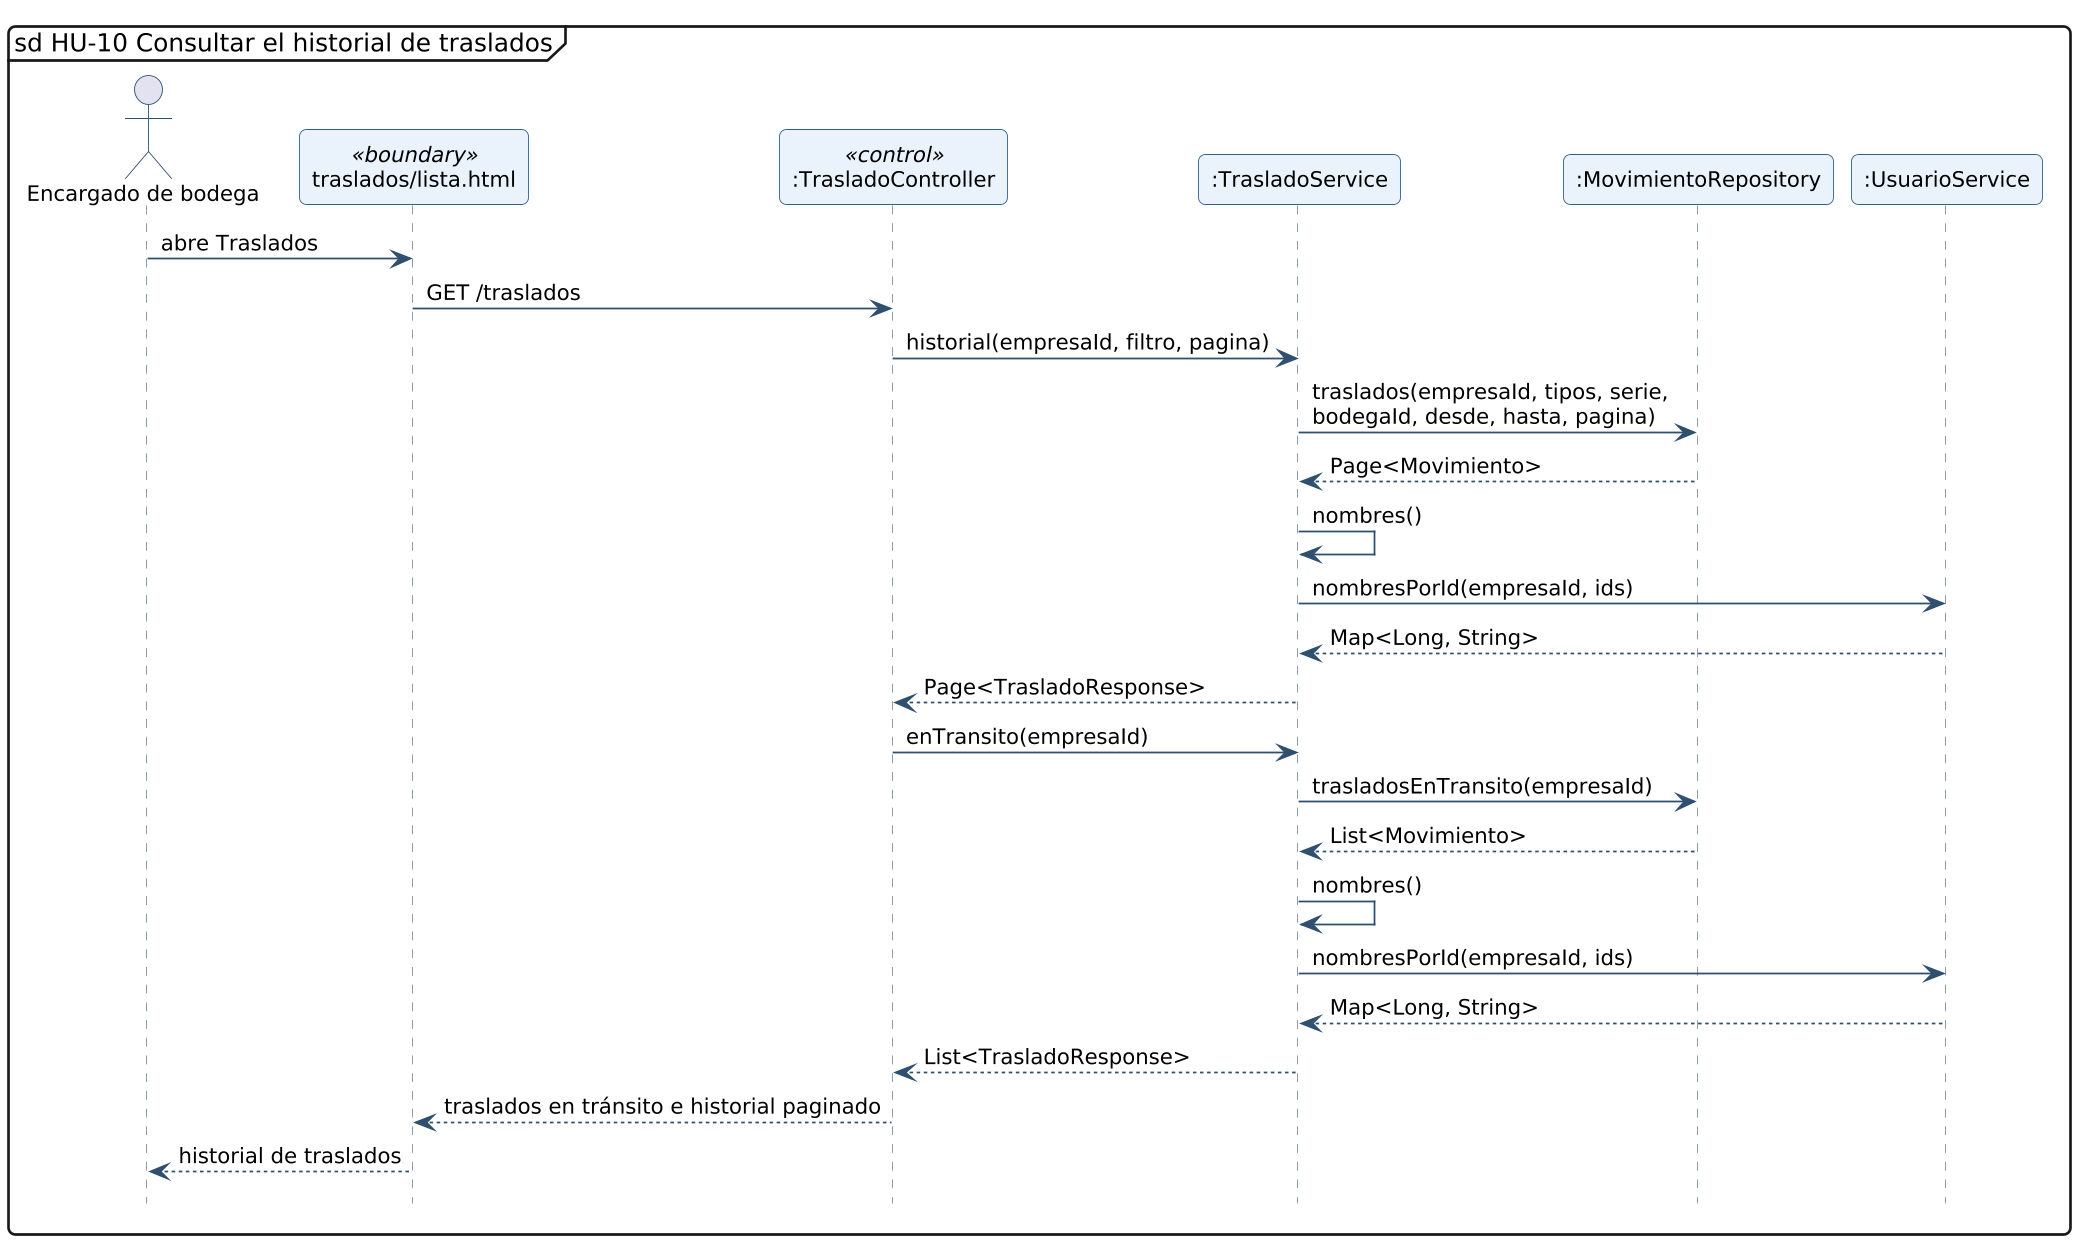 sd HU-10 Consultar el historial de traslados
Encargado de bodega
«boundary»
traslados/lista.html
«control»
:TrasladoController
:TrasladoService
:MovimientoRepository
:UsuarioService
abre Traslados
GET /traslados
historial(empresaId, filtro, pagina)
traslados(empresaId, tipos, serie,
bodegaId, desde, hasta, pagina)
Page<Movimiento>
nombres()
nombresPorId(empresaId, ids)
Map<Long, String>
Page<TrasladoResponse>
enTransito(empresaId)
trasladosEnTransito(empresaId)
List<Movimiento>
nombres()
nombresPorId(empresaId, ids)
Map<Long, String>
List<TrasladoResponse>
traslados en tránsito e historial paginado
historial de traslados